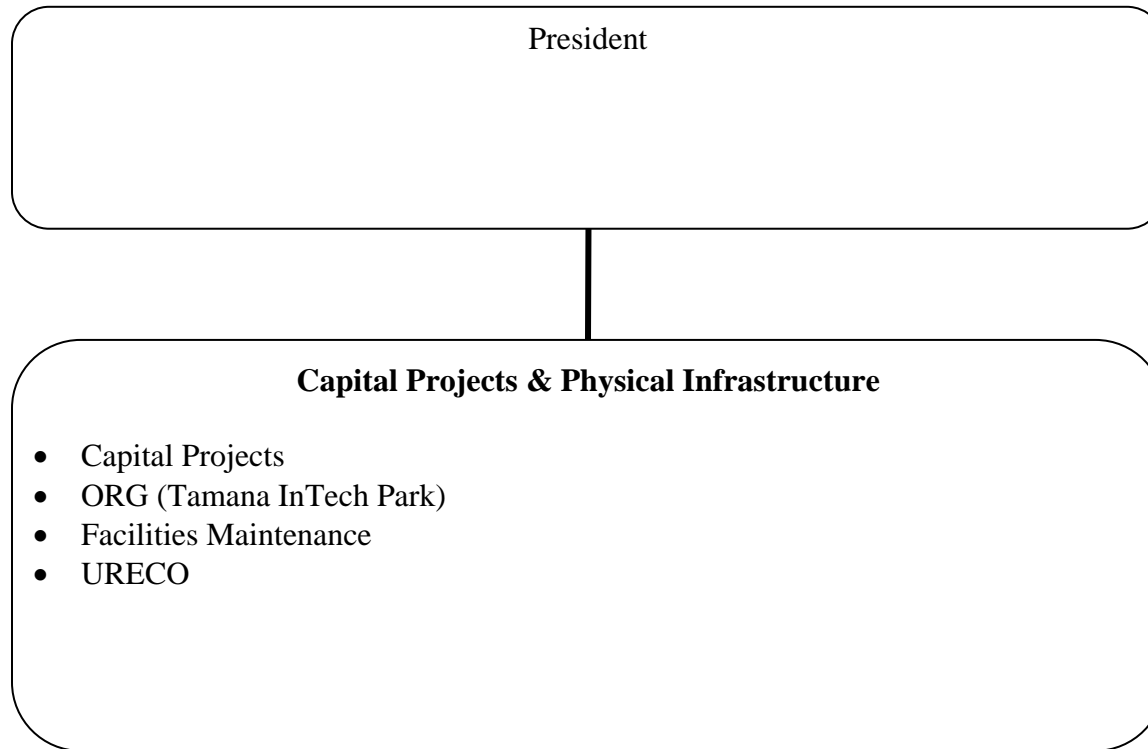 President
Capital Projects & Physical Infrastructure
• Capital Projects
• ORG (Tamana InTech Park)
• Facilities Maintenance
• URECO